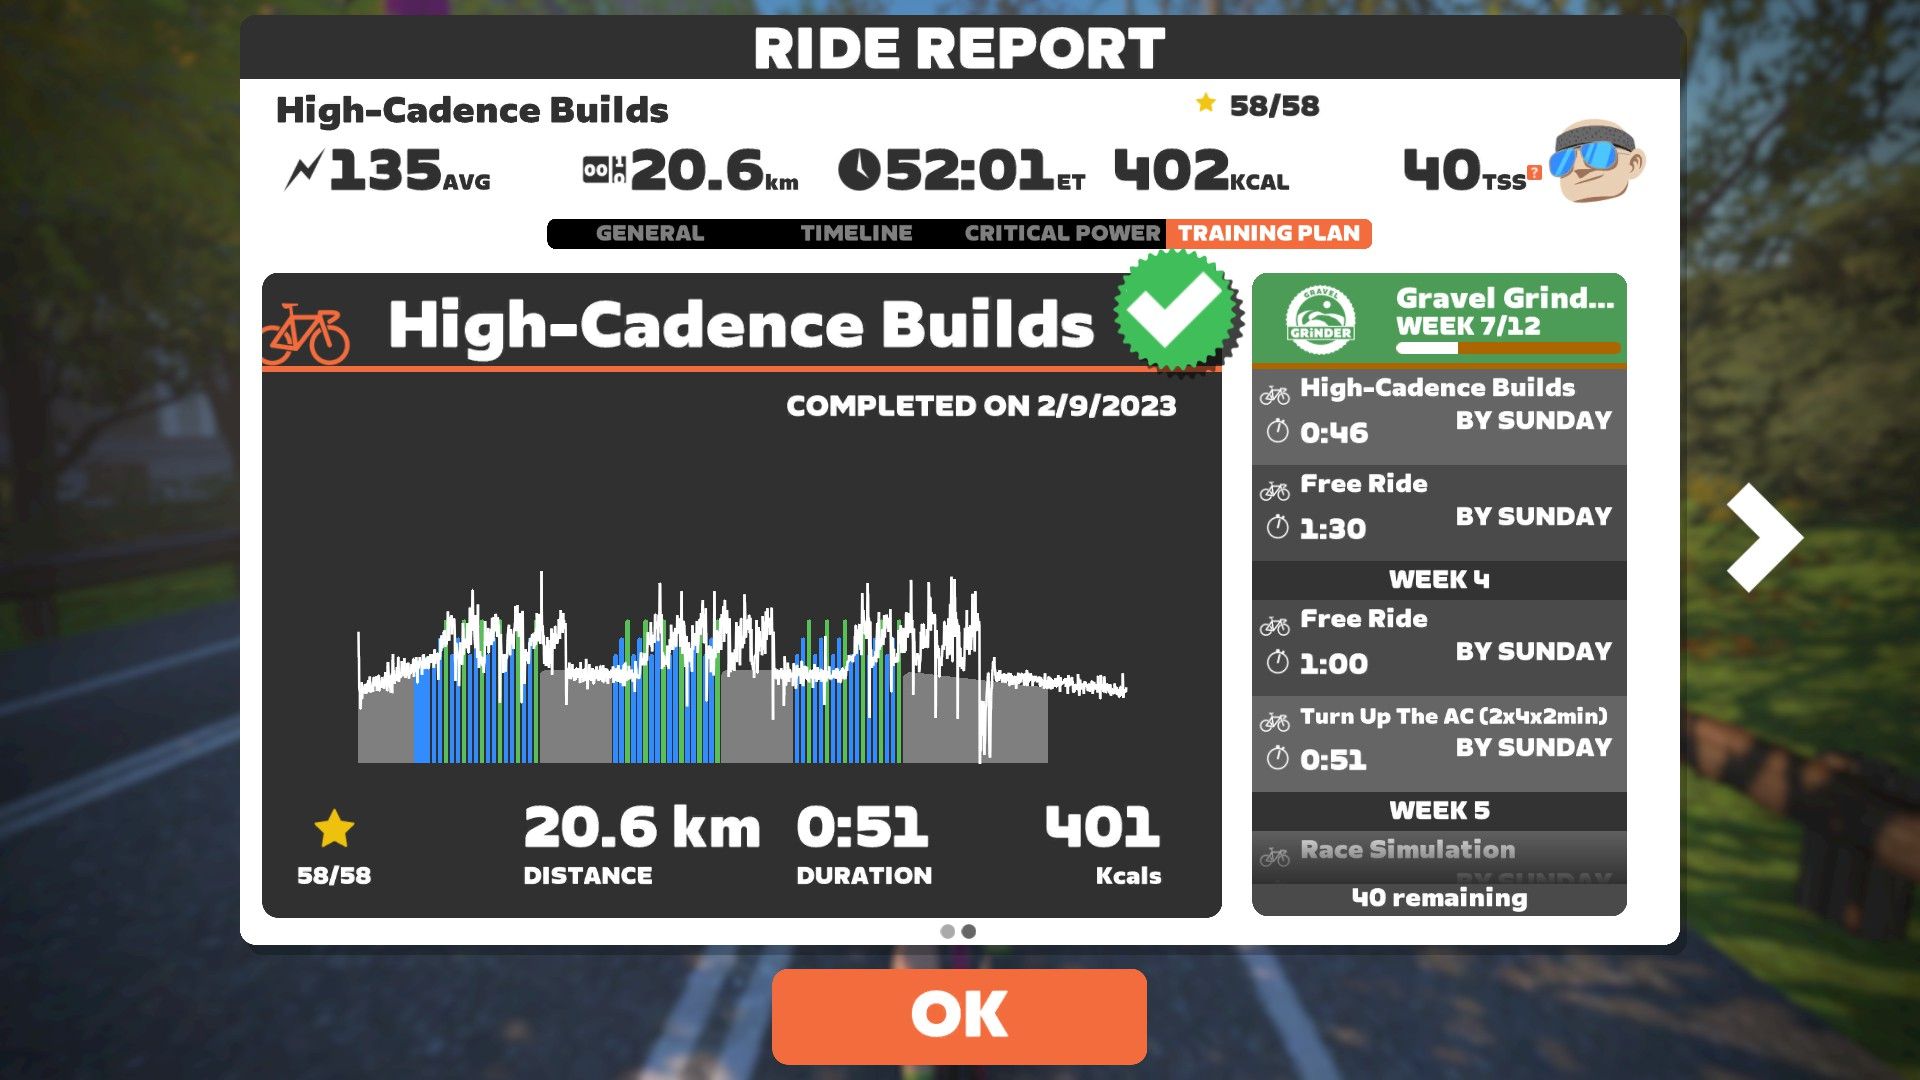 RIDE REPORT
High-Cadence Builds
58/58
135AVG
20.6km
52:01ET
402KCAL
40TSS?
GENERAL
TIMELINE
CRITICAL POWER
TRAINING PLAN
High-Cadence Builds
COMPLETED ON 2/9/2023
58/58
20.6 km
DISTANCE
0:51
DURATION
401
Kcals
GRAVEL
GRiNDER
Gravel Grind...
WEEK 7/12
High-Cadence Builds
BY SUNDAY
0:46
Free Ride
BY SUNDAY
1:30
WEEK 4
Free Ride
BY SUNDAY
1:00
Turn Up The AC (2x4x2min)
BY SUNDAY
0:51
WEEK 5
Race Simulation
BY SUNDAY
40 remaining
OK